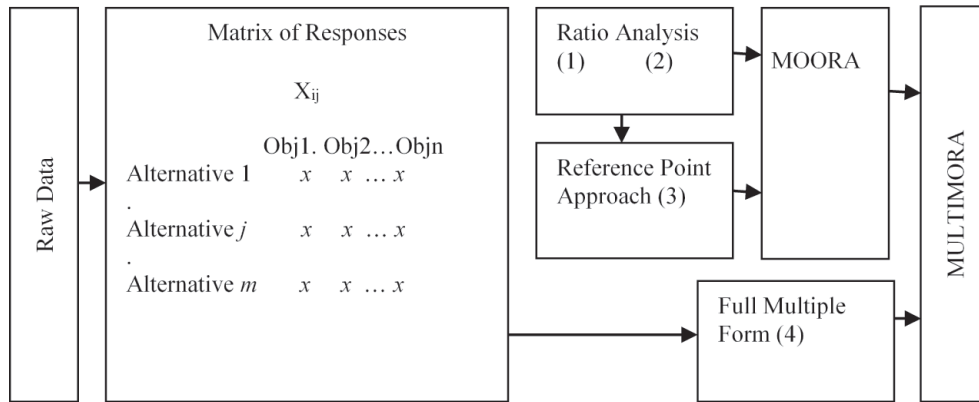 Raw Data
Matrix of Responses
Xij
Obj1. Obj2…Objn
Alternative 1 x x … x
.
Alternative j x x … x
.
Alternative m x x … x
Ratio Analysis
(1) (2)
Reference Point
Approach (3)
MOORA
Full Multiple
Form (4)
MULTIMORA